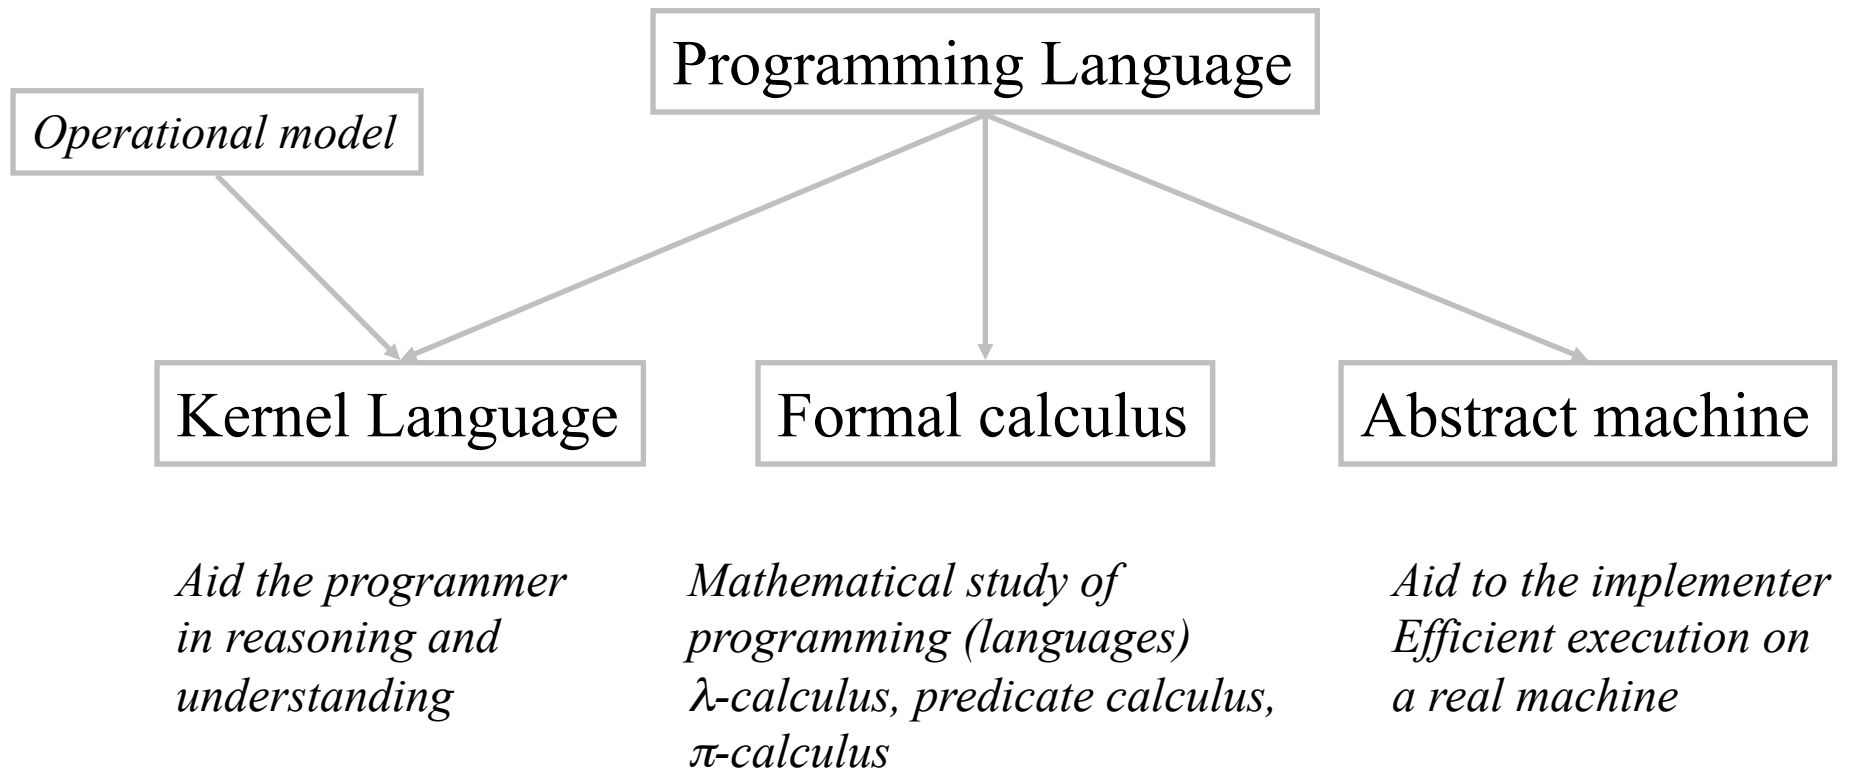 Programming Language
Operational model
Kernel Language
Formal calculus
Abstract machine
Aid the programmer
in reasoning and
understanding
Mathematical study of
programming (languages)
λ-calculus, predicate calculus,
π-calculus
Aid to the implementer
Efficient execution on
a real machine